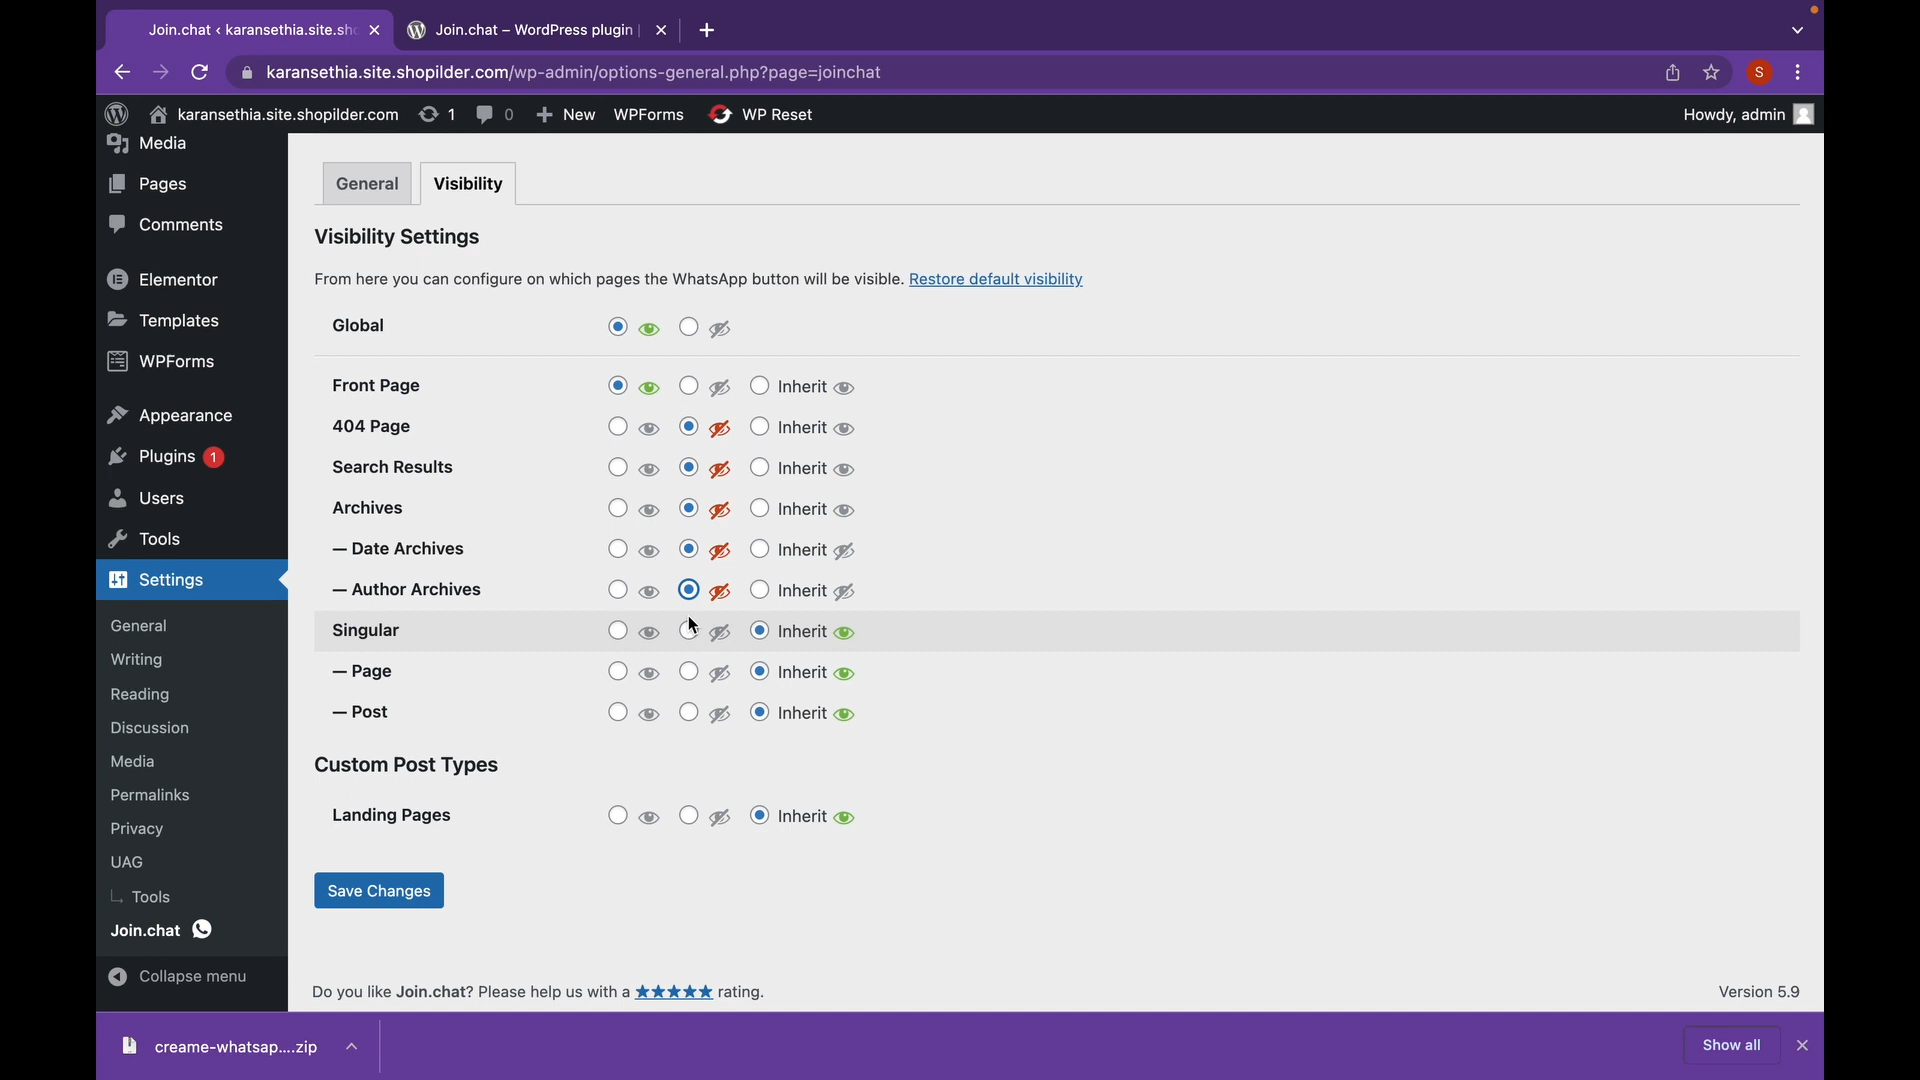 Join.chat ‹ karansethia.site.sho
Join.chat – WordPress plugin
karansethia.site.shopilder.com/wp-admin/options-general.php?page=joinchat
S
karansethia.site.shopilder.com
1
0
New
WPForms
WP Reset
Howdy, admin
Media
Pages
Comments
Elementor
Templates
WPForms
Appearance
Plugins 1
Users
Tools
Settings
General
Writing
Reading
Discussion
Media
Permalinks
Privacy
UAG
Tools
Join.chat
Collapse menu
General
Visibility
Visibility Settings
From here you can configure on which pages the WhatsApp button will be visible. Restore default visibility
Global
Front Page Inherit
404 Page Inherit
Search Results Inherit
Archives Inherit
— Date Archives Inherit
— Author Archives Inherit
Singular Inherit
— Page Inherit
— Post Inherit
Custom Post Types
Landing Pages Inherit
Save Changes
Do you like Join.chat? Please help us with a ★★★★★ rating.
Version 5.9
creame-whatsap....zip
Show all